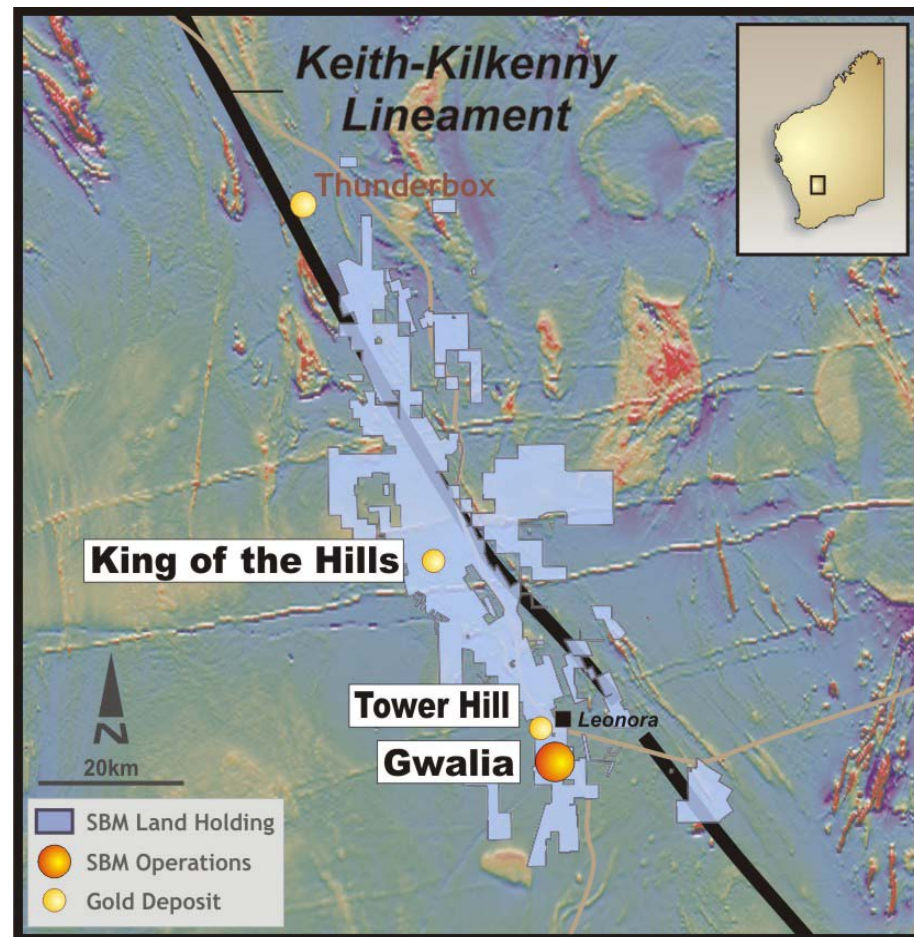 Keith-Kilkenny
Lineament
Thunderbox
King of the Hills
Tower Hill
Leonora
Gwalia
N
20km
SBM Land Holding
SBM Operations
Gold Deposit